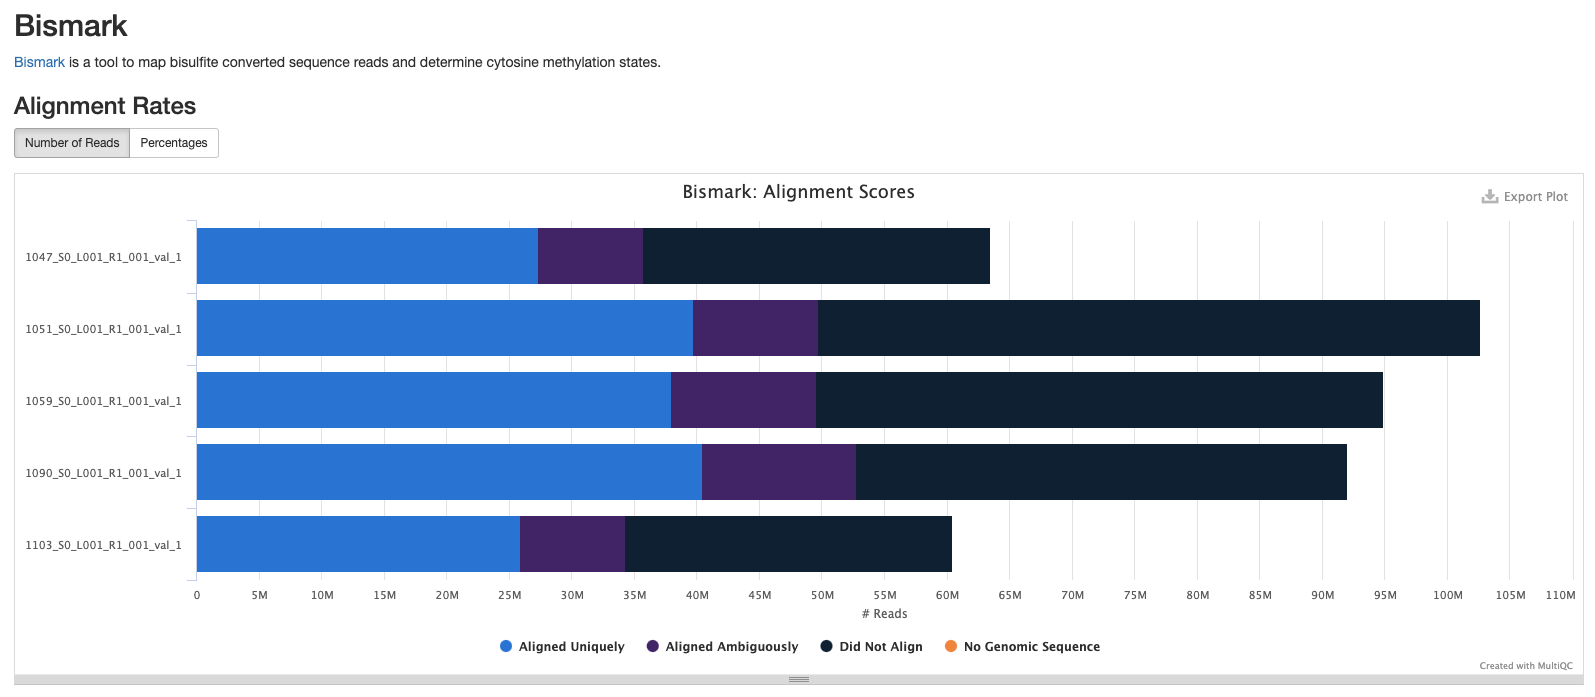 Bismark
Bismark is a tool to map bisulfite converted sequence reads and determine cytosine methylation states.
Alignment Rates
Number of Reads Percentages
Bismark: Alignment Scores
Export Plot
1047_S0_L001_R1_001_val_1
1051_S0_L001_R1_001_val_1
1059_S0_L001_R1_001_val_1
1090_S0_L001_R1_001_val_1
1103_S0_L001_R1_001_val_1
0 5M 10M 15M 20M 25M 30M 35M 40M 45M 50M 55M 60M 65M 70M 75M 80M 85M 90M 95M 100M 105M 110M
# Reads
Aligned Uniquely Aligned Ambiguously Did Not Align No Genomic Sequence
Created with MultiQC